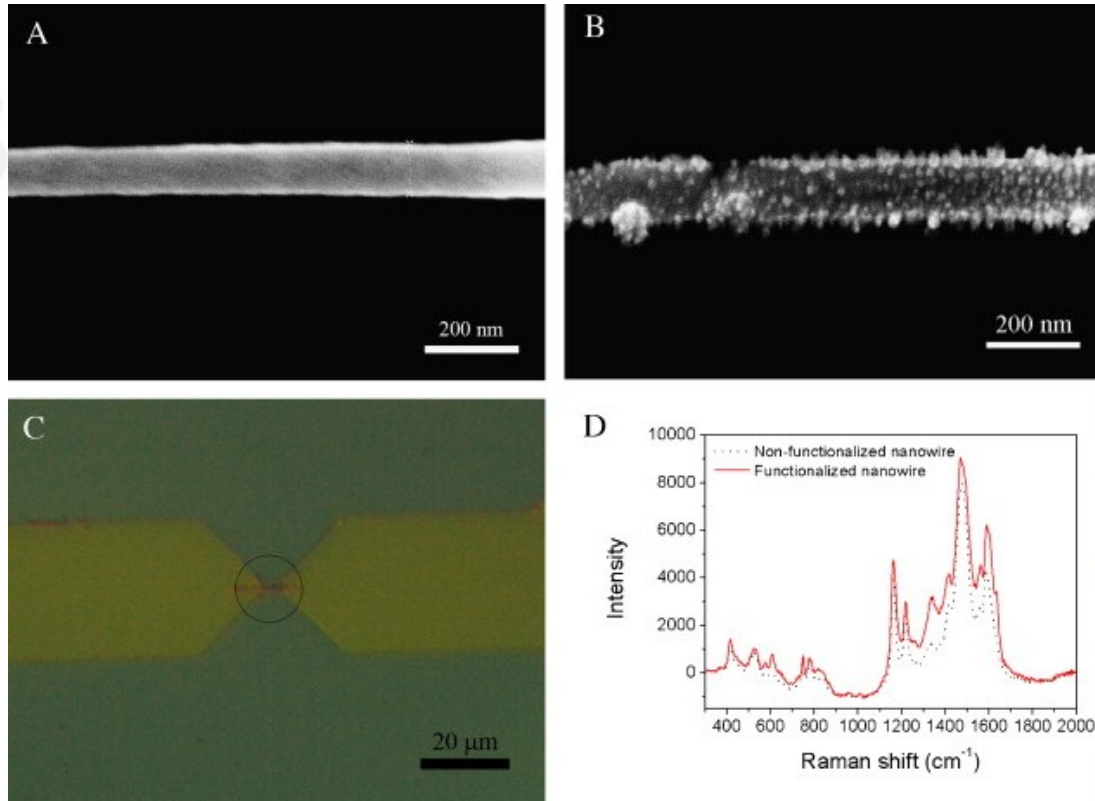 A
200 nm
B
200 nm
C
20 μm
D
10000
8000
6000
4000
2000
0
Non-functionalized nanowire
Functionalized nanowire
Intensity
400 600 800 1000 1200 1400 1600 1800 2000
Raman shift (cm⁻¹)